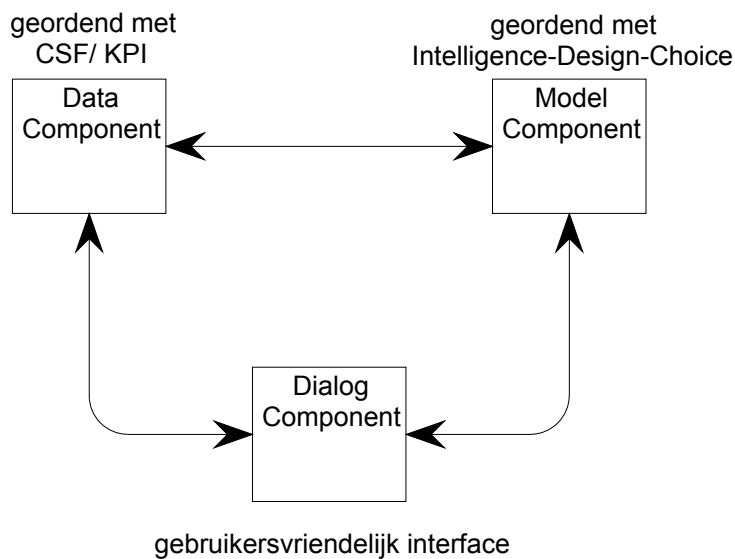 geordend met
CSF/ KPI
geordend met
Intelligence-Design-Choice
Data
Component
Model
Component
Dialog
Component
gebruikersvriendelijk interface